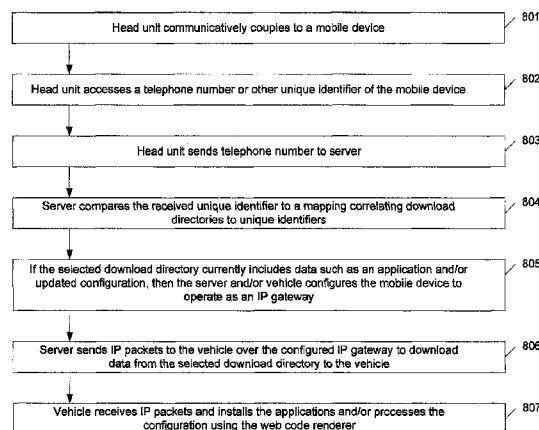 Head unit communicatively couples to a mobile device
801
Head unit accesses a telephone number or other unique identifier of the mobile device
802
Head unit sends telephone number to server
803
Server compares the received unique identifier to a mapping correlating download
directories to unique identifiers
804
If the selected download directory currently includes data such as an application and/or
updated configuration, then the server and/or vehicle configures the mobile device to
operate as an IP gateway
805
Server sends IP packets to the vehicle over the configured IP gateway to download
data from the selected download directory to the vehicle
806
Vehicle receives IP packets and installs the applications and/or processes the
configuration using the web code renderer
807